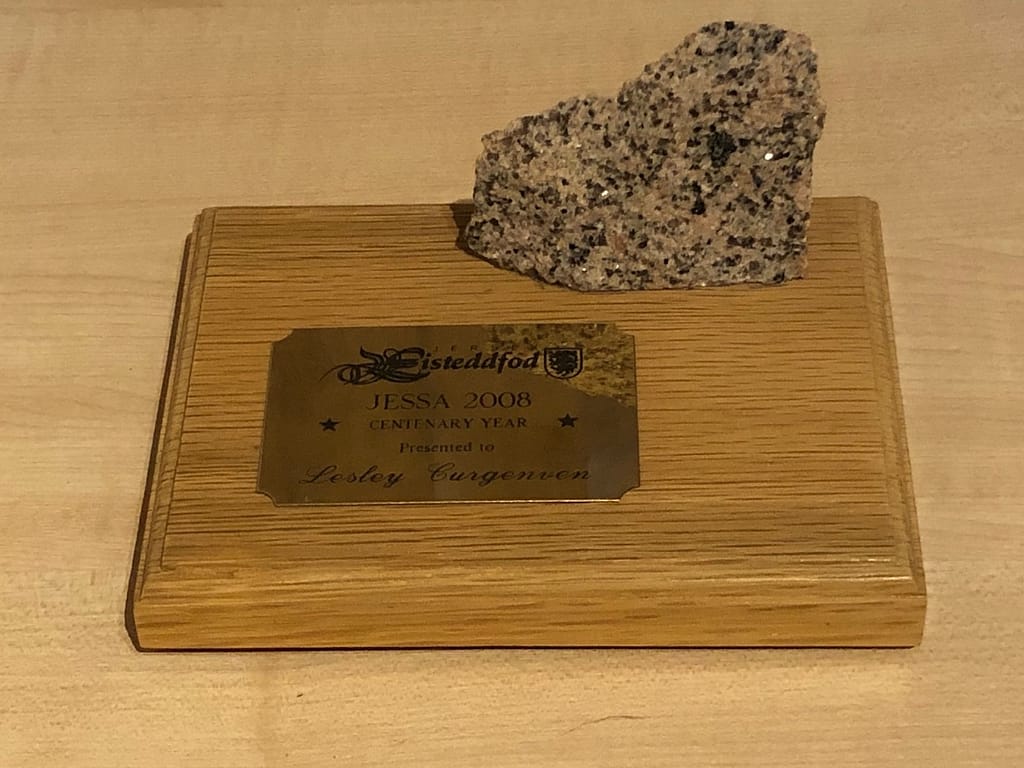 Eisteddfod
JESSA 2008
CENTENARY YEAR
Presented to
Lesley Curgenven